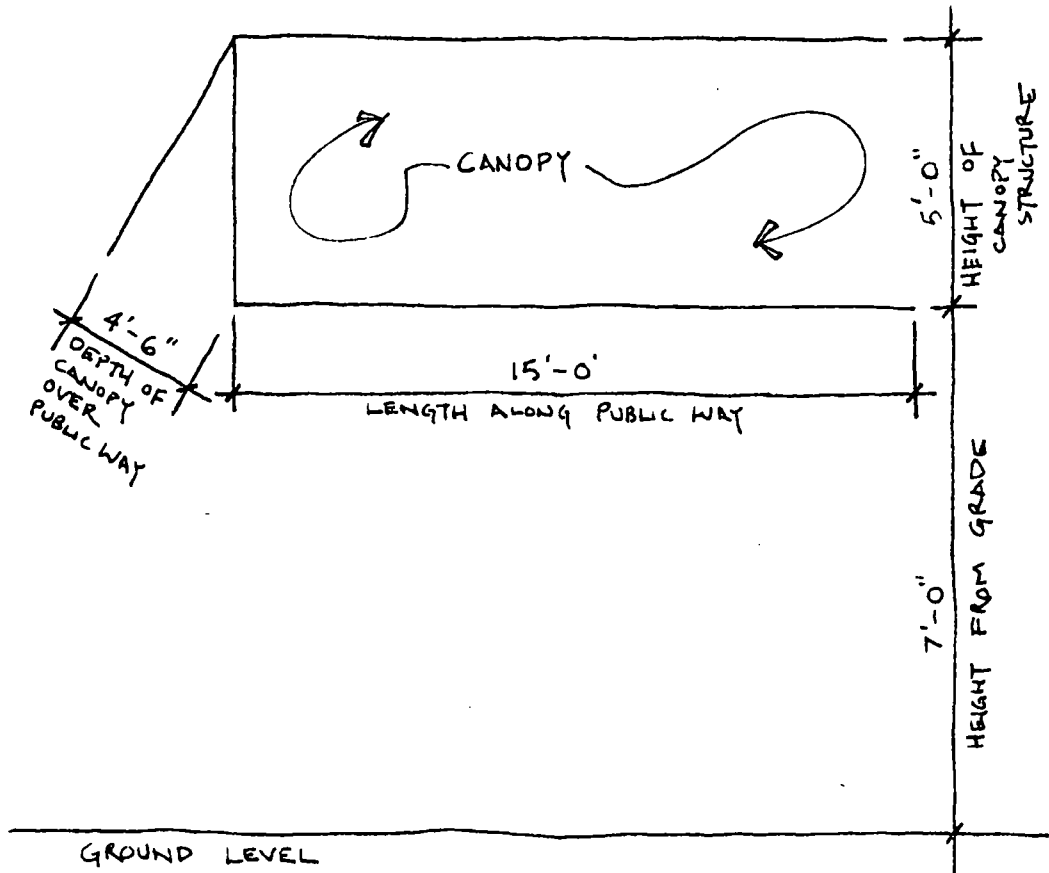 CANOPY
5'-0"
HEIGHT OF
CANOPY
STRUCTURE
4'-6"
DEPTH OF
CANOPY
OVER
PUBLIC WAY
15'-0'
LENGTH ALONG PUBLIC WAY
7'-0"
HEIGHT FROM GRADE
GROUND LEVEL